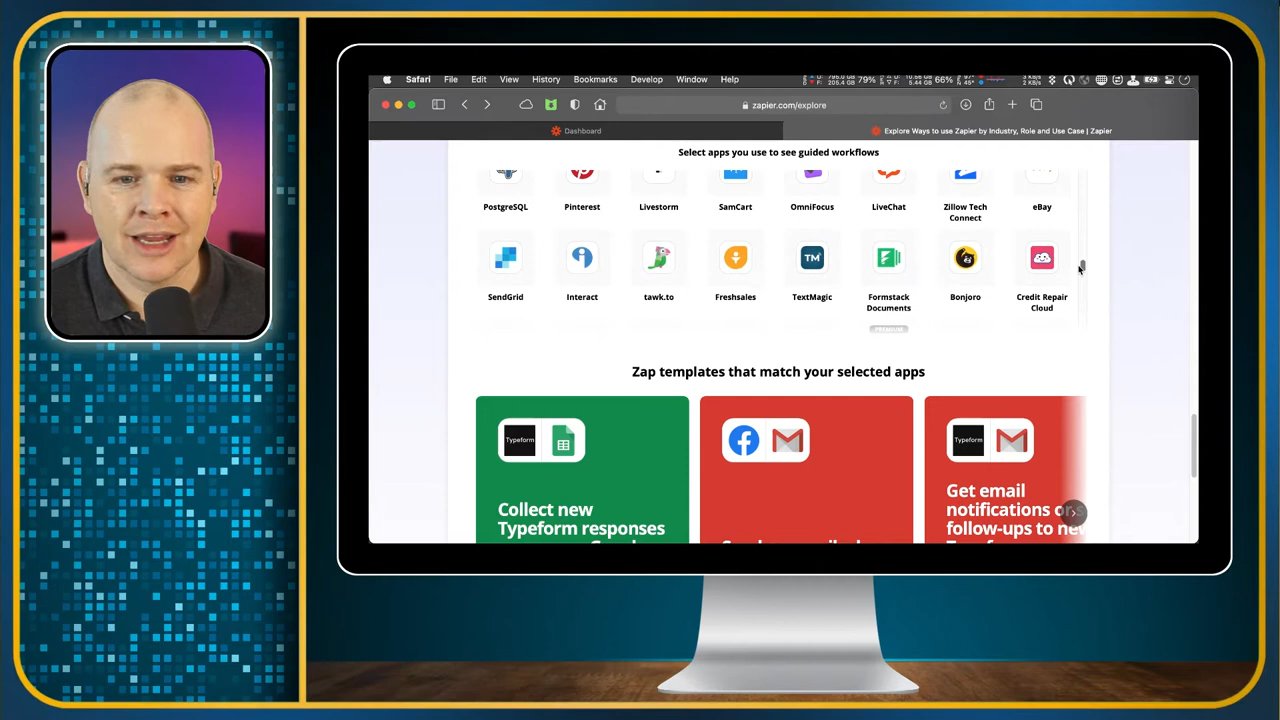 Safari File Edit View History Bookmarks Develop Window Help
79% 66%
zapier.com/explore
Dashboard
Explore Ways to use Zapier by Industry, Role and Use Case | Zapier
Select apps you use to see guided workflows
PostgreSQL Pinterest Livestorm SamCart OmniFocus LiveChat Zillow Tech eBay
Connect
TM
SendGrid Interact tawk.to Freshsales TextMagic Formstack Bonjoro Credit Repair
Documents Cloud
PREMIUM
Zap templates that match your selected apps
Typeform
Collect new
Typeform responses
Typeform
Get email
notifications or
follow-ups to new